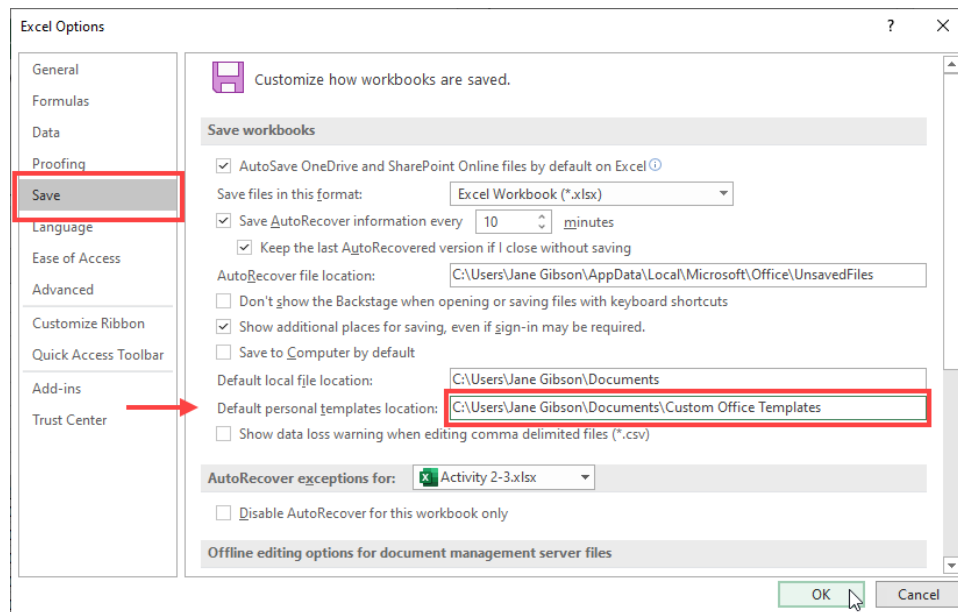 Excel Options
?
General
Formulas
Data
Proofing
Save
Language
Ease of Access
Advanced
Customize Ribbon
Quick Access Toolbar
Add-ins
Trust Center
Customize how workbooks are saved.
Save workbooks
AutoSave OneDrive and SharePoint Online files by default on Excel
Save files in this format: Excel Workbook (*.xlsx)
Save AutoRecover information every 10 minutes
Keep the last AutoRecovered version if I close without saving
AutoRecover file location: C:\Users\Jane Gibson\AppData\Local\Microsoft\Office\UnsavedFiles
Don't show the Backstage when opening or saving files with keyboard shortcuts
Show additional places for saving, even if sign-in may be required.
Save to Computer by default
Default local file location: C:\Users\Jane Gibson\Documents
Default personal templates location: C:\Users\Jane Gibson\Documents\Custom Office Templates
Show data loss warning when editing comma delimited files (*.csv)
AutoRecover exceptions for: Activity 2-3.xlsx
Disable AutoRecover for this workbook only
Offline editing options for document management server files
OK Cancel